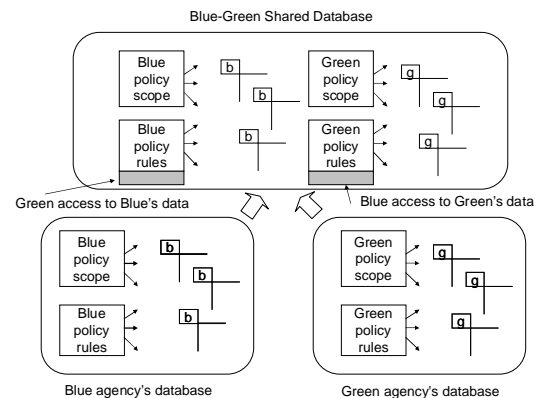 Blue-Green Shared Database
Blue
policy
scope
b
b
Green
policy
scope
g
g
Blue
policy
rules
b
Green
policy
rules
g
Green access to Blue's data
Blue access to Green's data
Blue
policy
scope
b
b
Blue
policy
rules
b
Green
policy
scope
g
g
Green
policy
rules
g
Blue agency's database
Green agency's database